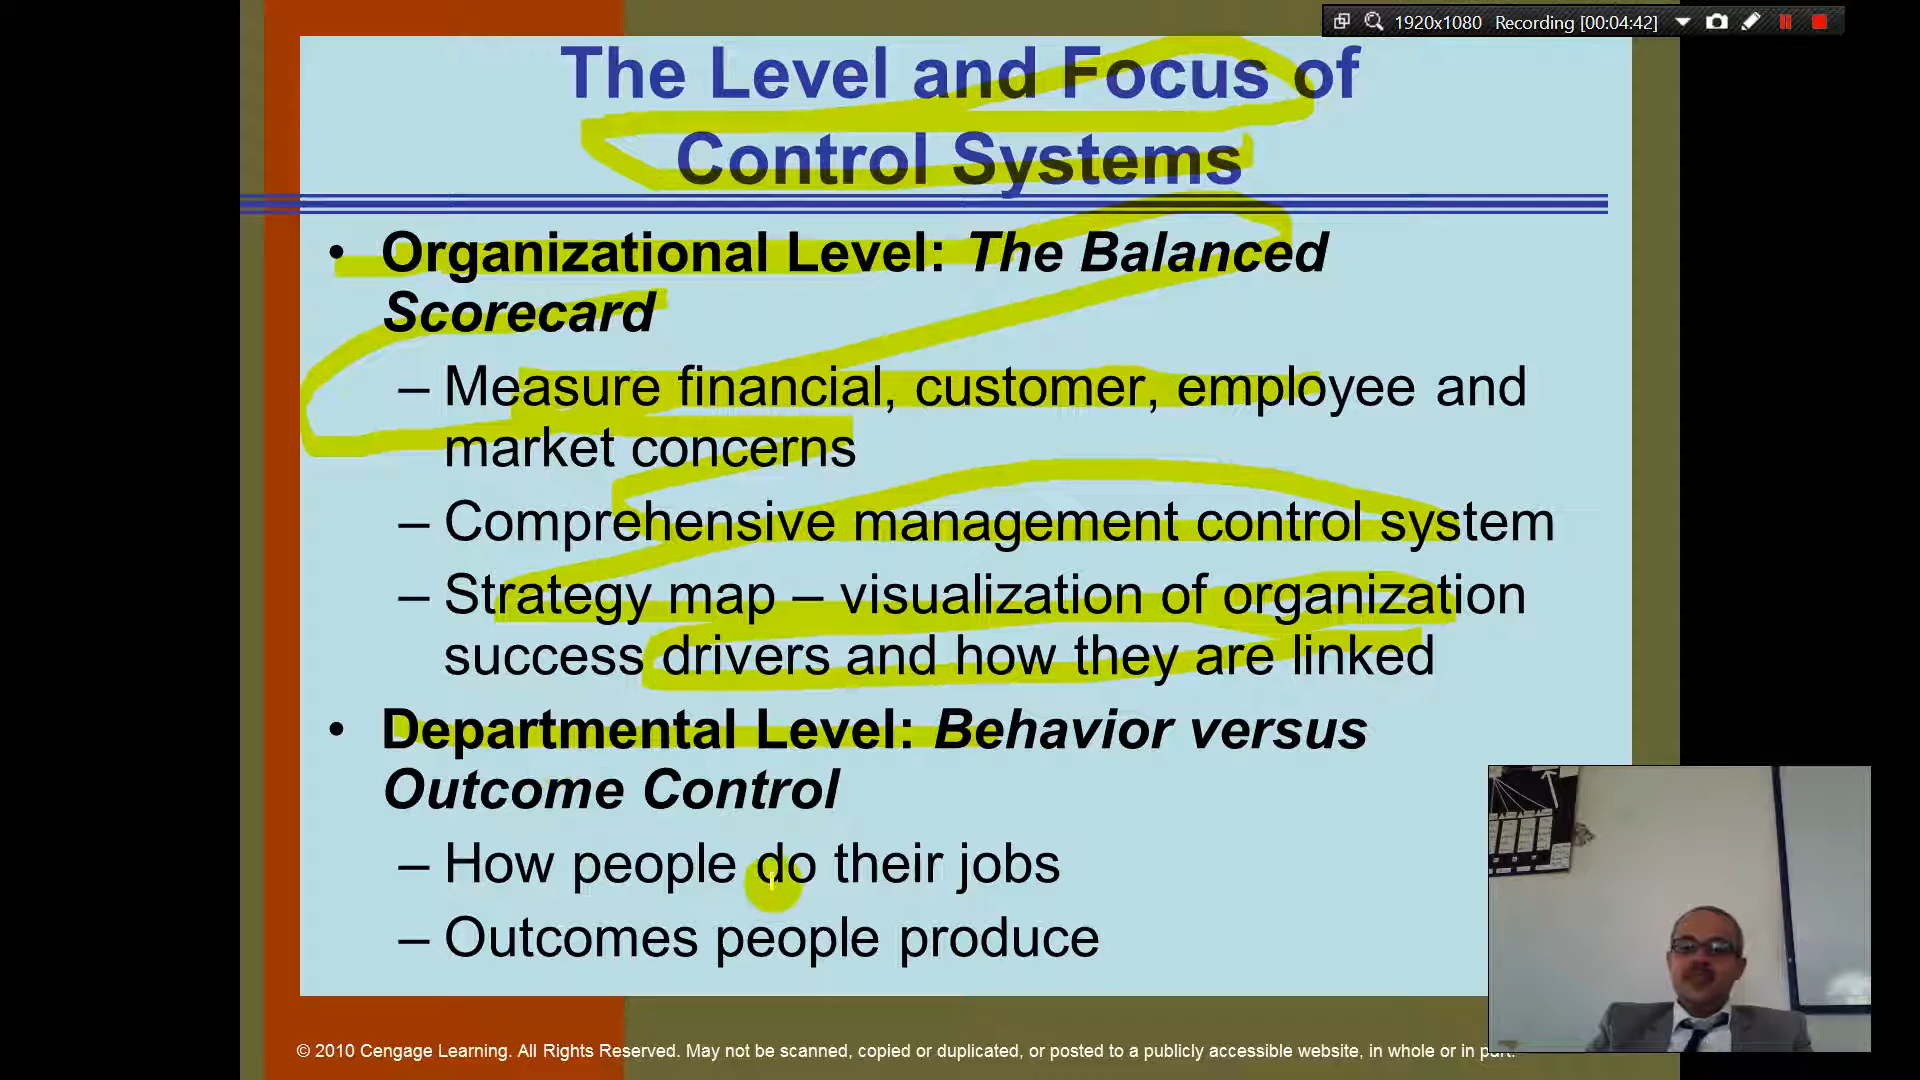 1920x1080 Recording [00:04:42]
The Level and Focus of
Control Systems
• Organizational Level: The Balanced
Scorecard
– Measure financial, customer, employee and
market concerns
– Comprehensive management control system
– Strategy map – visualization of organization
success drivers and how they are linked
• Departmental Level: Behavior versus
Outcome Control
– How people do their jobs
– Outcomes people produce
© 2010 Cengage Learning. All Rights Reserved. May not be scanned, copied or duplicated, or posted to a publicly accessible website, in whole or in part.